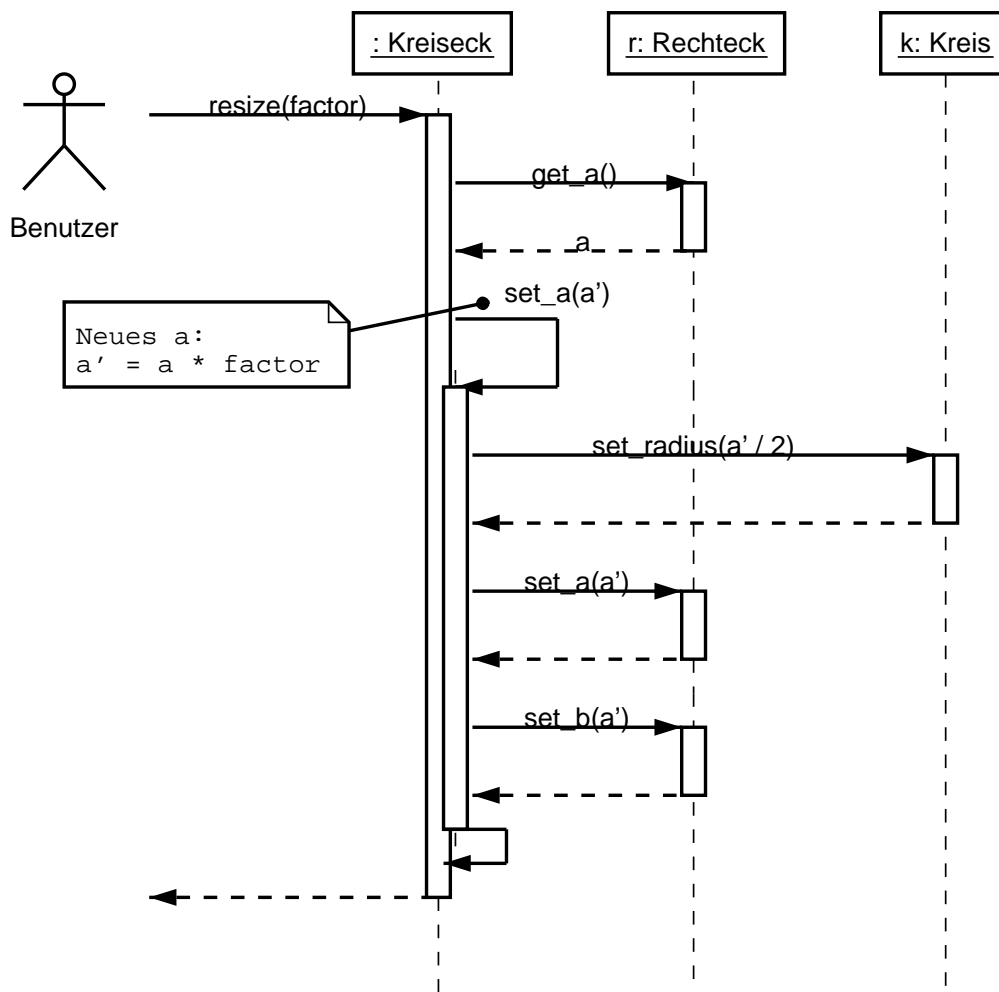 : Kreiseck
r: Rechteck
k: Kreis
resize(factor)
get_a()
Benutzer
a
set_a(a’)
Neues a:
a’ = a * factor
set_radius(a’ / 2)
set_a(a’)
set_b(a’)